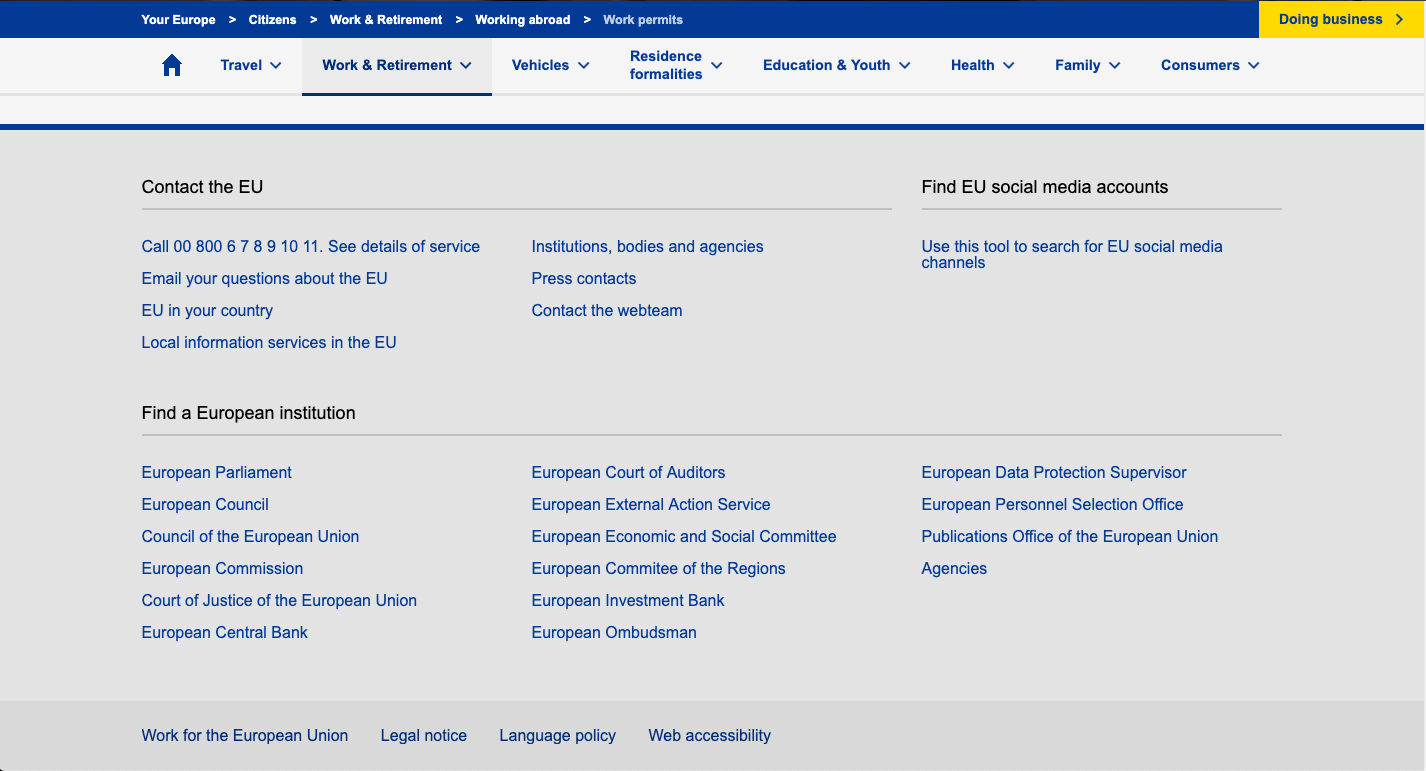 Your Europe > Citizens > Work & Retirement > Working abroad > Work permits
Doing business >
Travel
Work & Retirement
Vehicles
Residence
formalities
Education & Youth
Health
Family
Consumers
Contact the EU
Call 00 800 6 7 8 9 10 11. See details of service
Email your questions about the EU
EU in your country
Local information services in the EU
Institutions, bodies and agencies
Press contacts
Contact the webteam
Find EU social media accounts
Use this tool to search for EU social media
channels
Find a European institution
European Parliament
European Council
Council of the European Union
European Commission
Court of Justice of the European Union
European Central Bank
European Court of Auditors
European External Action Service
European Economic and Social Committee
European Commitee of the Regions
European Investment Bank
European Ombudsman
European Data Protection Supervisor
European Personnel Selection Office
Publications Office of the European Union
Agencies
Work for the European Union
Legal notice
Language policy
Web accessibility